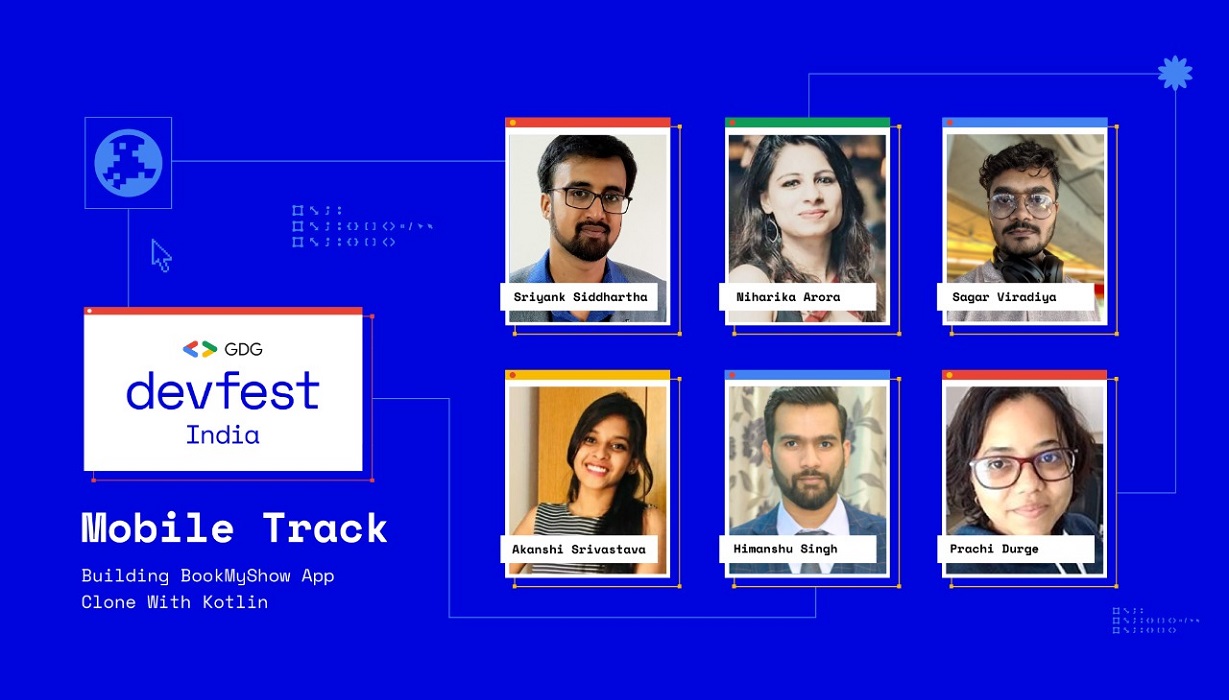 GDG
devfest
India
Mobile Track
Building BookMyShow App
Clone With Kotlin
Sriyank Siddhartha
Niharika Arora
Sagar Viradiya
Akanshi Srivastava
Himanshu Singh
Prachi Durge